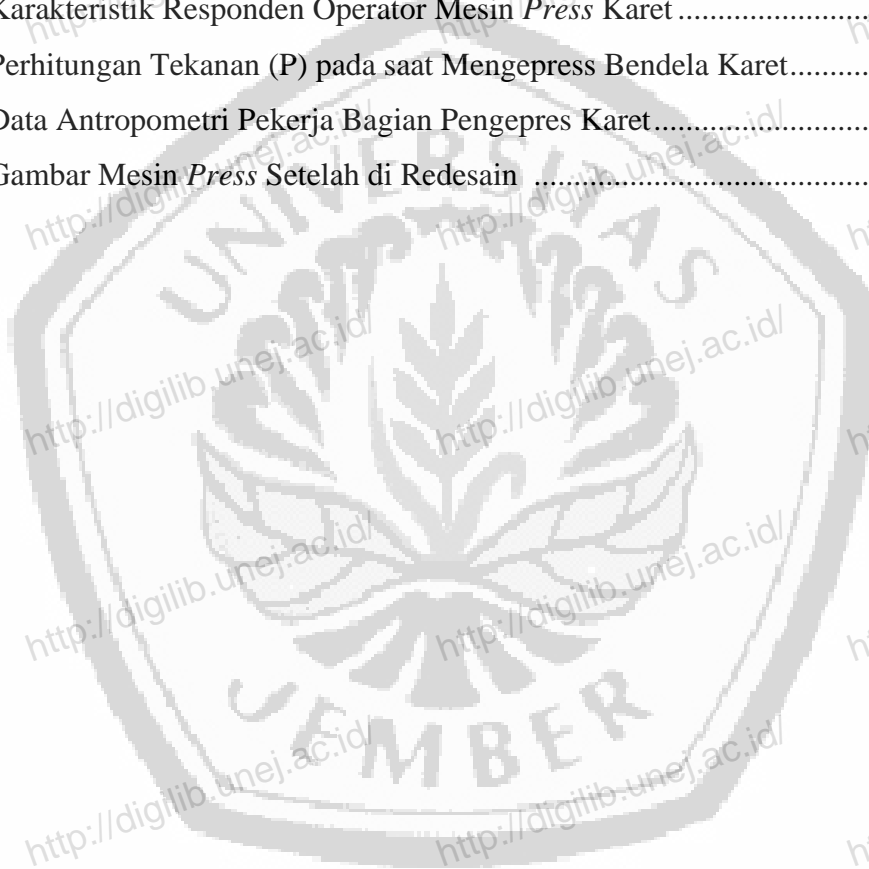 Karakteristik Responden Operator Mesin Press Karet ........................
Perhitungan Tekanan (P) pada saat Mengepress Bendela Karet..........
Data Antropometri Pekerja Bagian Pengepres Karet...........................
Gambar Mesin Press Setelah di Redesain ..........................................
http://digilib.unej.ac.id/ http://digilib.unej.ac.id/
UNIVERSITAS
http://digilib.unej.ac.id/ http://digilib.unej.ac.id/
http://digilib.unej.ac.id/ http://digilib.unej.ac.id/
JEMBER
http://digilib.unej.ac.id/ http://digilib.unej.ac.id/